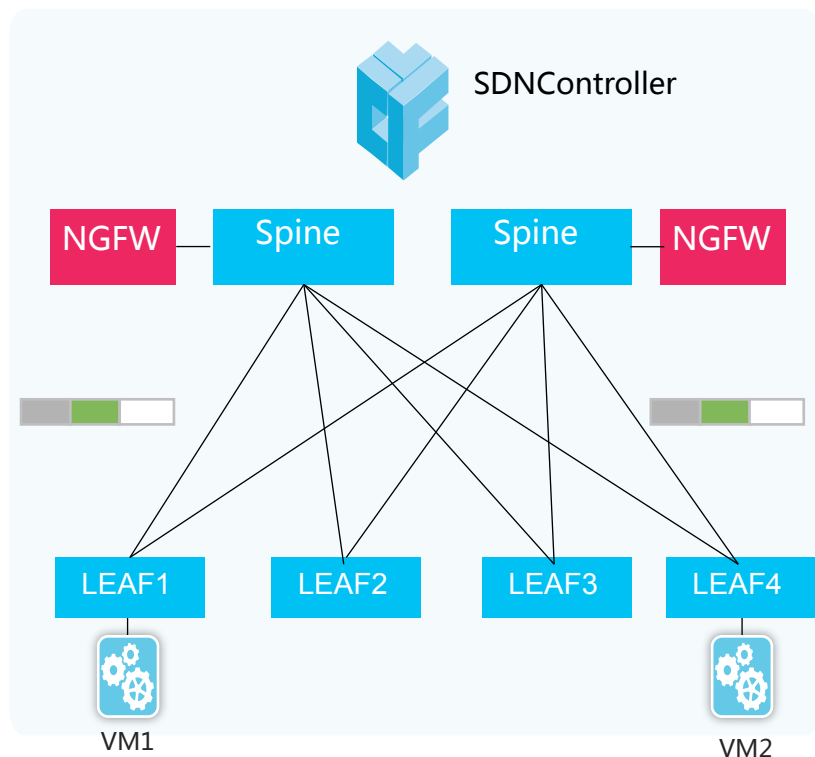 SDNController
NGFW
Spine
Spine
NGFW
LEAF1
LEAF2
LEAF3
LEAF4
VM1
VM2